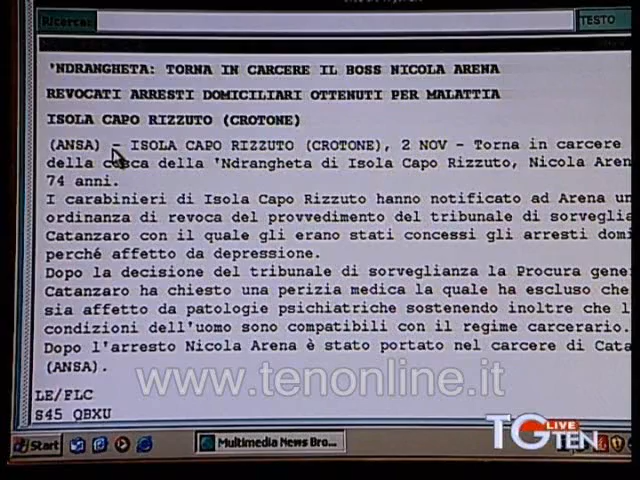 Ricerca:
TESTO
'NDRANGHETA: TORNA IN CARCERE IL BOSS NICOLA ARENA
REVOCATI ARRESTI DOMICILIARI OTTENUTI PER MALATTIA
ISOLA CAPO RIZZUTO (CROTONE)
(ANSA) - ISOLA CAPO RIZZUTO (CROTONE), 2 NOV - Torna in carcere
della cosca della 'Ndrangheta di Isola Capo Rizzuto, Nicola Aren
74 anni.
I carabinieri di Isola Capo Rizzuto hanno notificato ad Arena un
ordinanza di revoca del provvedimento del tribunale di sorveglia
Catanzaro con il quale gli erano stati concessi gli arresti domi
perché affetto da depressione.
Dopo la decisione del tribunale di sorveglianza la Procura gene
Catanzaro ha chiesto una perizia medica la quale ha escluso che
sia affetto da patologie psichiatriche sostenendo inoltre che l
condizioni dell'uomo sono compatibili con il regime carcerario.
Dopo l'arresto Nicola Arena è stato portato nel carcere di Cata
(ANSA).
www.tenonline.it
LE/FLC
S45 QBXU
Start
Multimedia News Bro...
TG LIVE TEN